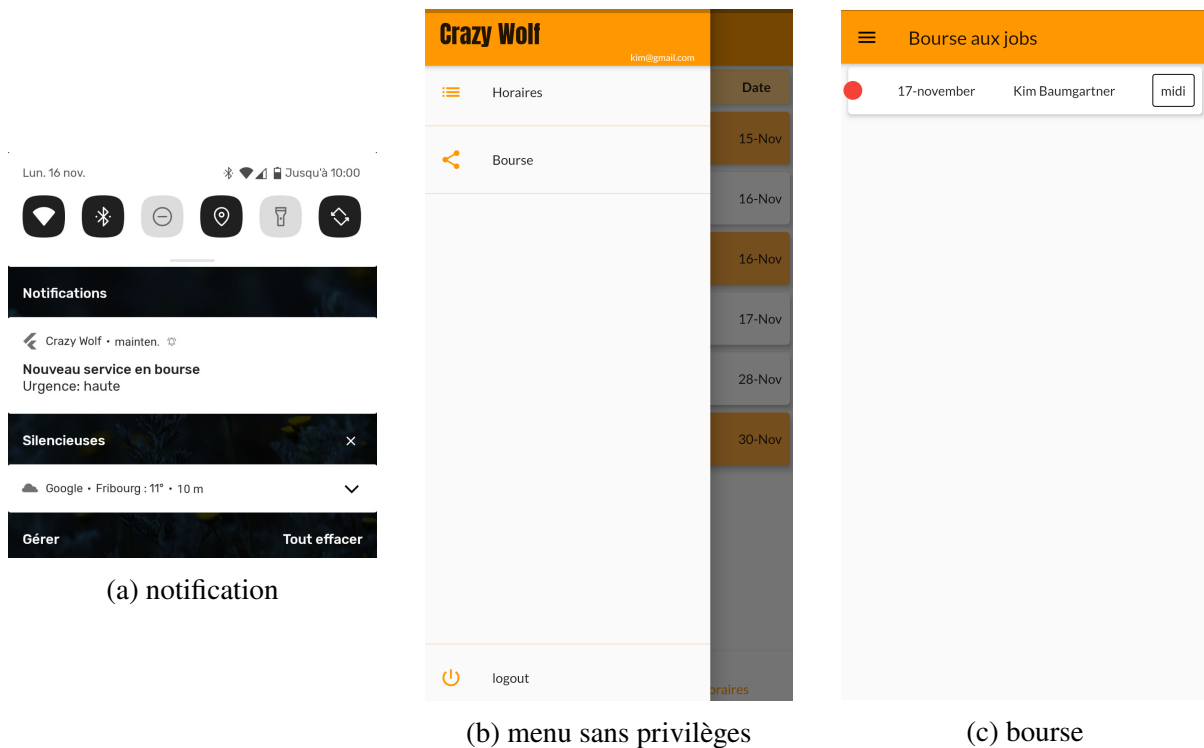 Lun. 16 nov. Jusqu'à 10:00
Notifications
Crazy Wolf • mainten.
Nouveau service en bourse
Urgence: haute
Silencieuses
Google • Fribourg : 11° • 10 m
Gérer Tout effacer
(a) notification
Crazy Wolf
kim@gmail.com
Horaires
Bourse
logout
Date
15-Nov
16-Nov
16-Nov
17-Nov
28-Nov
30-Nov
oraires
(b) menu sans privilèges
Bourse aux jobs
17-november Kim Baumgartner midi
(c) bourse